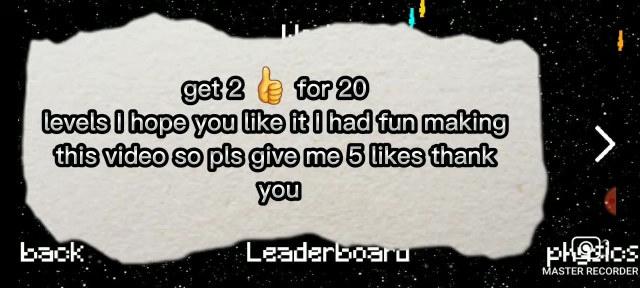 get 2 👍 for 20
levels I hope you like it I had fun making
this video so pls give me 5 likes thank
you
back
Leaderboard
physics
MASTER RECORDER